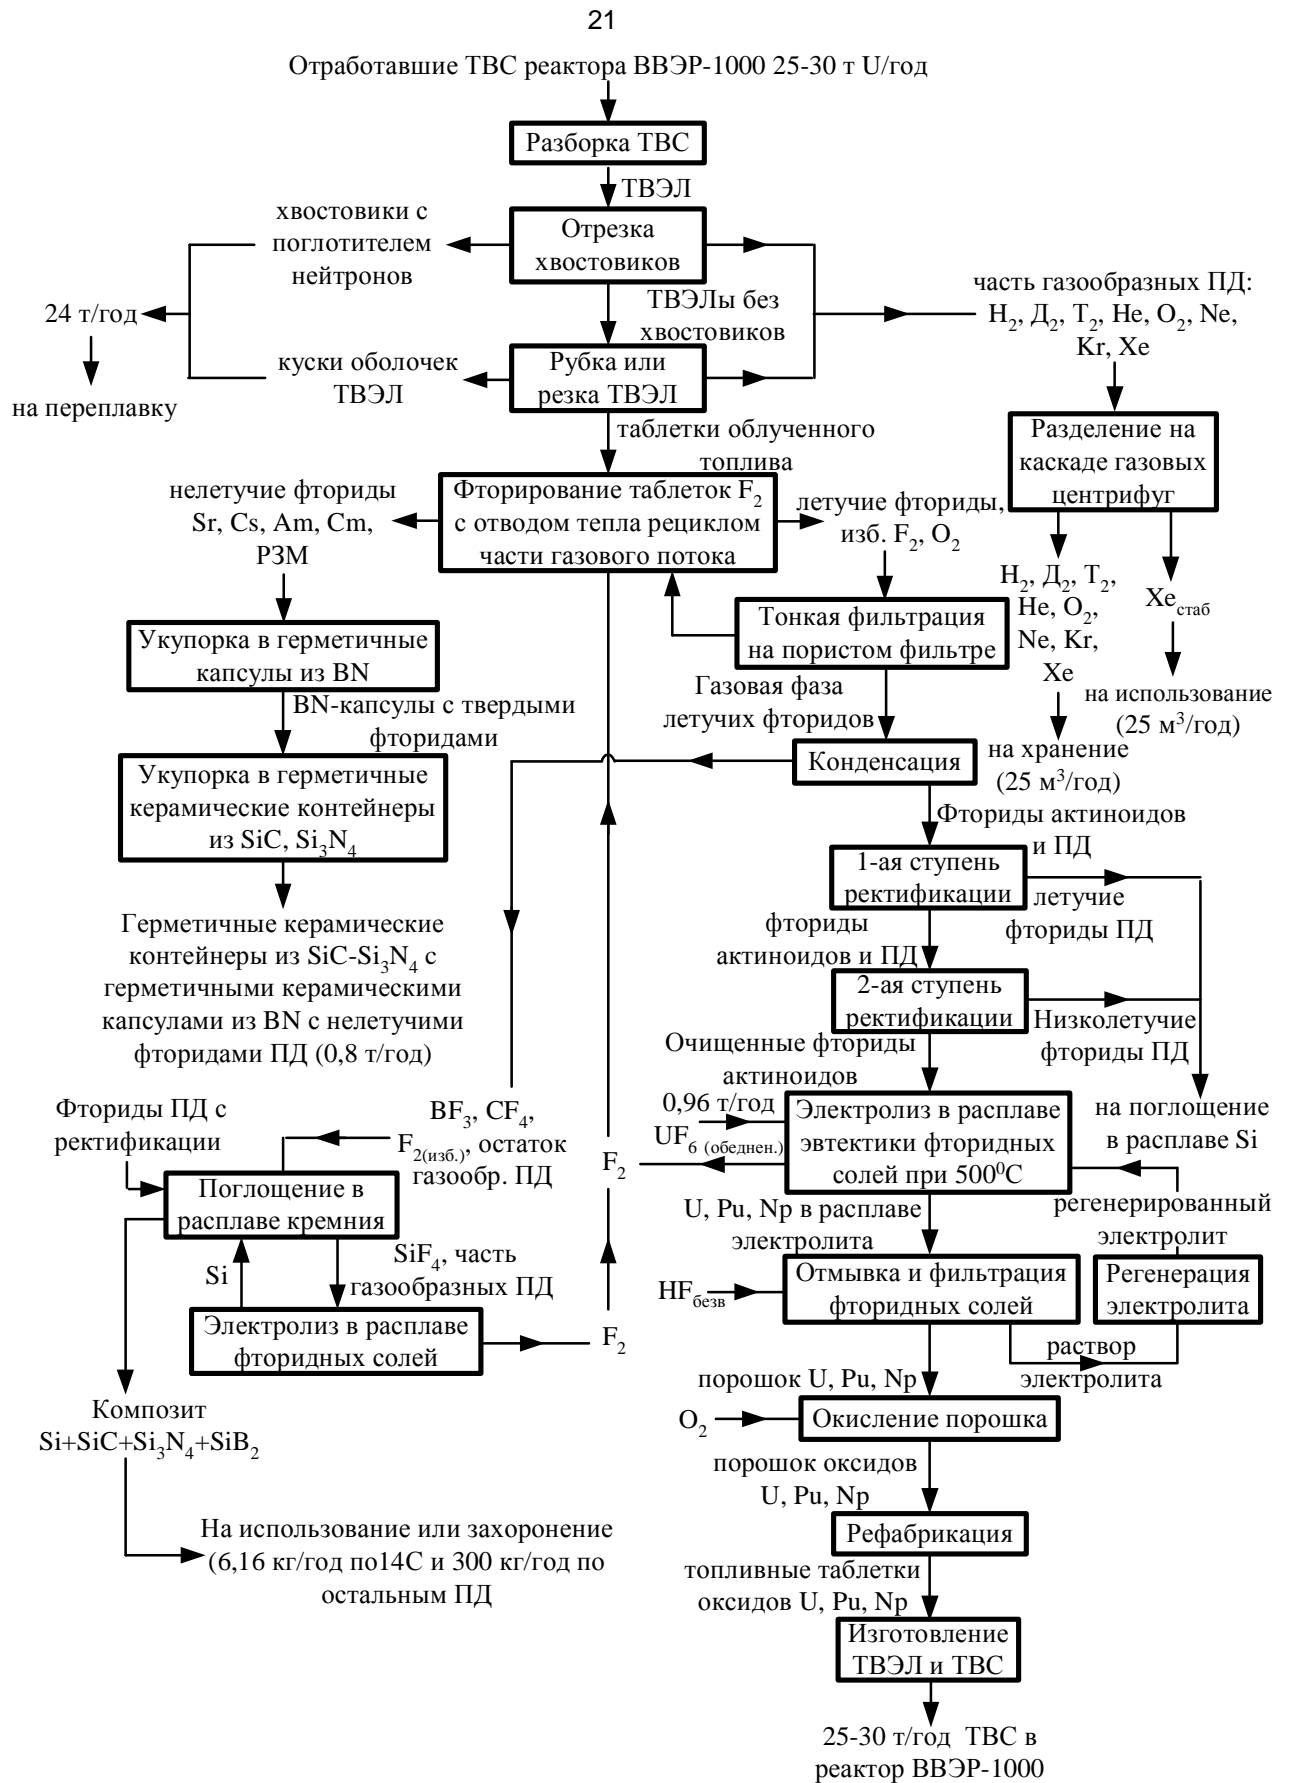 21
Отработавшие ТВС реактора ВВЭР-1000 25-30 т U/год
Разборка ТВС
ТВЭЛ
хвостовики с
поглотителем
нейтронов
Отрезка
хвостовиков
24 т/год
на переплавку
ТВЭЛы без
хвостовиков
часть газообразных ПД:
H2, Д2, T2, He, O2, Ne,
Kr, Xe
куски оболочек
ТВЭЛ
Рубка или
резка ТВЭЛ
таблетки облученного
топлива
Разделение на
каскаде газовых
центрифуг
нелетучие фториды
Sr, Cs, Am, Cm,
РЗМ
Фторирование таблеток F2
с отводом тепла рециклом
части газового потока
летучие фториды,
изб. F2, O2
H2, Д2, T2,
He, O2,
Ne, Kr,
Xe
Xeстаб
Укупорка в герметичные
капсулы из BN
Тонкая фильтрация
на пористом фильтре
BN-капсулы с твердыми
фторидами
Газовая фаза
летучих фторидов
на использование
(25 м3/год)
на хранение
(25 м3/год)
Укупорка в герметичные
керамические контейнеры
из SiC, Si3N4
Конденсация
Фториды актиноидов
и ПД
1-ая ступень
ректификации
летучие
фториды ПД
Герметичные керамические
контейнеры из SiC-Si3N4 с
герметичными керамическими
капсулами из BN с нелетучими
фторидами ПД (0,8 т/год)
фториды
актиноидов и ПД
2-ая ступень
ректификации
Низколетучие
фториды ПД
Очищенные фториды
актиноидов
Фториды ПД с
ректификации
BF3, CF4,
F2(изб.), остаток
газообр. ПД
0,96 т/год
UF6 (обеднен.)
F2
Электролиз в расплаве
эвтектики фторидных
солей при 500⁰С
на поглощение
в расплаве Si
Поглощение в
расплаве кремния
U, Pu, Np в расплаве
электролита
регенерированный
электролит
Si
SiF4, часть
газообразных ПД
HFбезв
Отмывка и фильтрация
фторидных солей
Регенерация
электролита
Электролиз в расплаве
фторидных солей
F2
раствор
электролита
порошок U, Pu, Np
Композит
Si+SiC+Si3N4+SiB2
O2
Окисление порошка
порошок оксидов
U, Pu, Np
На использование или захоронение
(6,16 кг/год по14С и 300 кг/год по
остальным ПД
Рефабрикация
топливные таблетки
оксидов U, Pu, Np
Изготовление
ТВЭЛ и ТВС
25-30 т/год ТВС в
реактор ВВЭР-1000